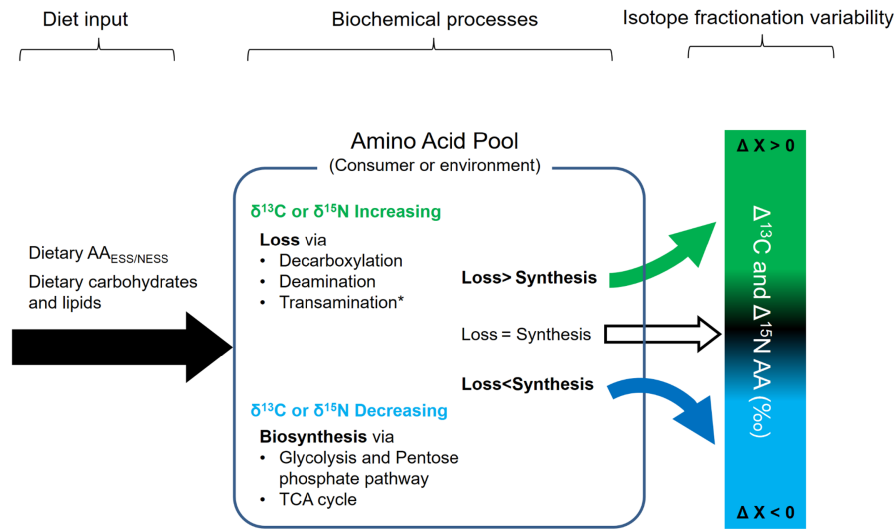 Diet input
Biochemical processes
Isotope fractionation variability
Amino Acid Pool
(Consumer or environment)
δ¹³C or δ¹⁵N Increasing
Loss via
• Decarboxylation
• Deamination
• Transamination*
Dietary AA_ESS/NESS
Dietary carbohydrates
and lipids
Loss> Synthesis
Loss = Synthesis
Loss<Synthesis
δ¹³C or δ¹⁵N Decreasing
Biosynthesis via
• Glycolysis and Pentose
phosphate pathway
• TCA cycle
Δ X > 0
Δ¹³C and Δ¹⁵N AA (‰)
Δ X < 0